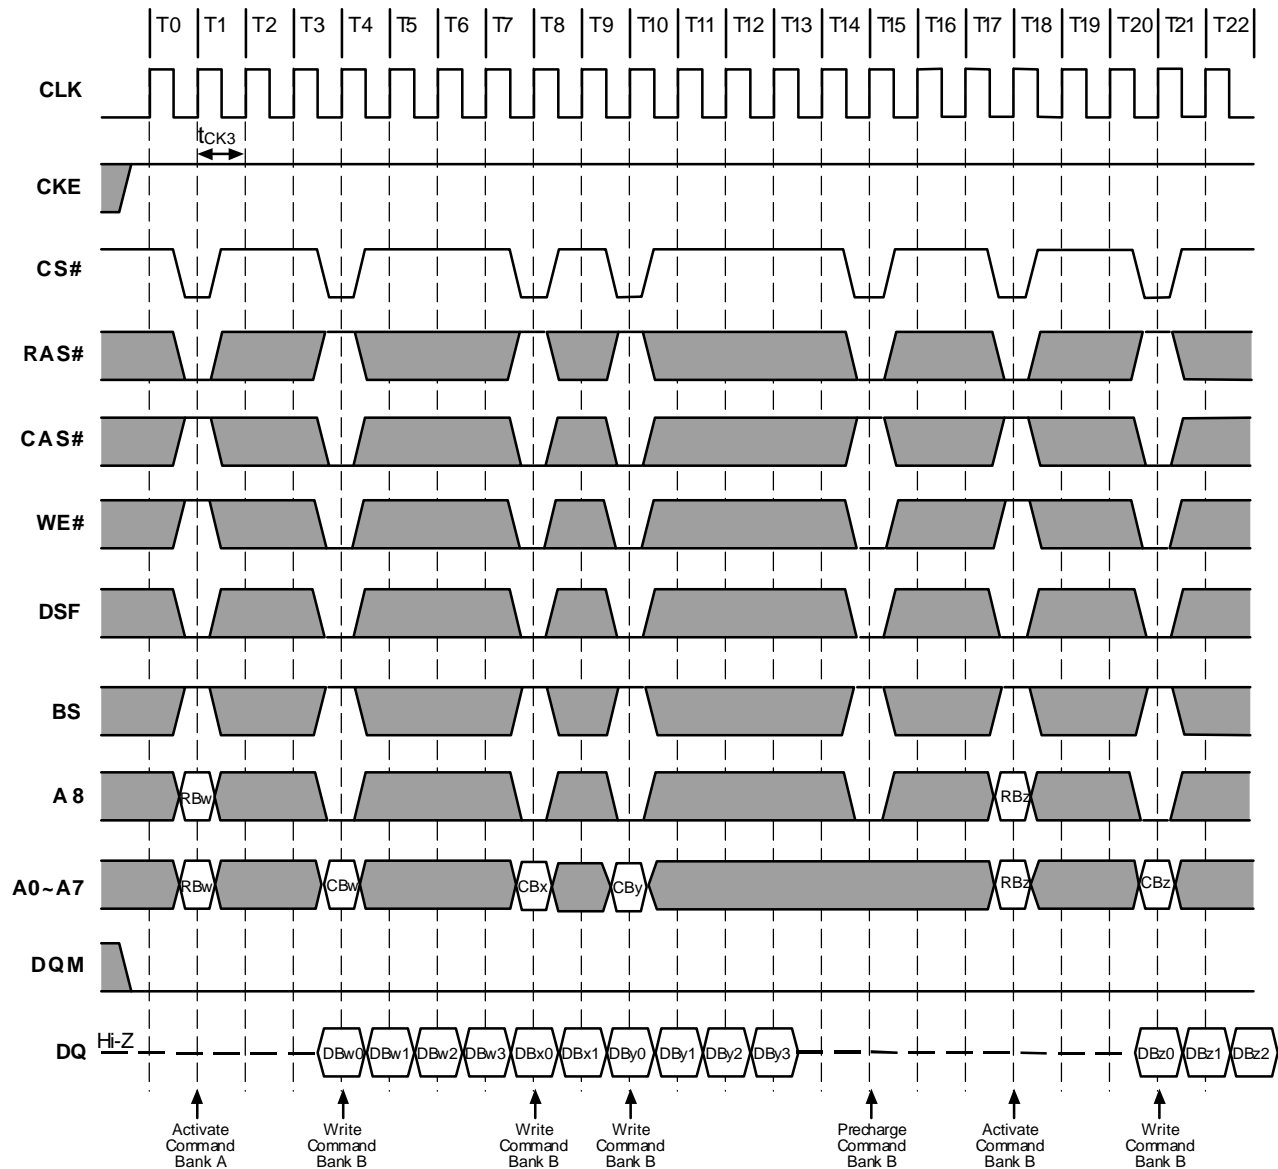 T0 T1 T2 T3 T4 T5 T6 T7 T8 T9 T10 T11 T12 T13 T14 T15 T16 T17 T18 T19 T20 T21 T22
CLK
tCK3
CKE
CS#
RAS#
CAS#
WE#
DSF
BS
A8 RBw RBz
A0~A7 RBw CBw CBx CBy RBz CBz
DQM
DQ Hi-Z DBw0 DBw1 DBw2 DBw3 DBx0 DBx1 DBy0 DBy1 DBy2 DBy3 DBz0 DBz1 DBz2
Activate Command Bank A
Write Command Bank B
Write Command Bank B
Write Command Bank B
Precharge Command Bank B
Activate Command Bank B
Write Command Bank B